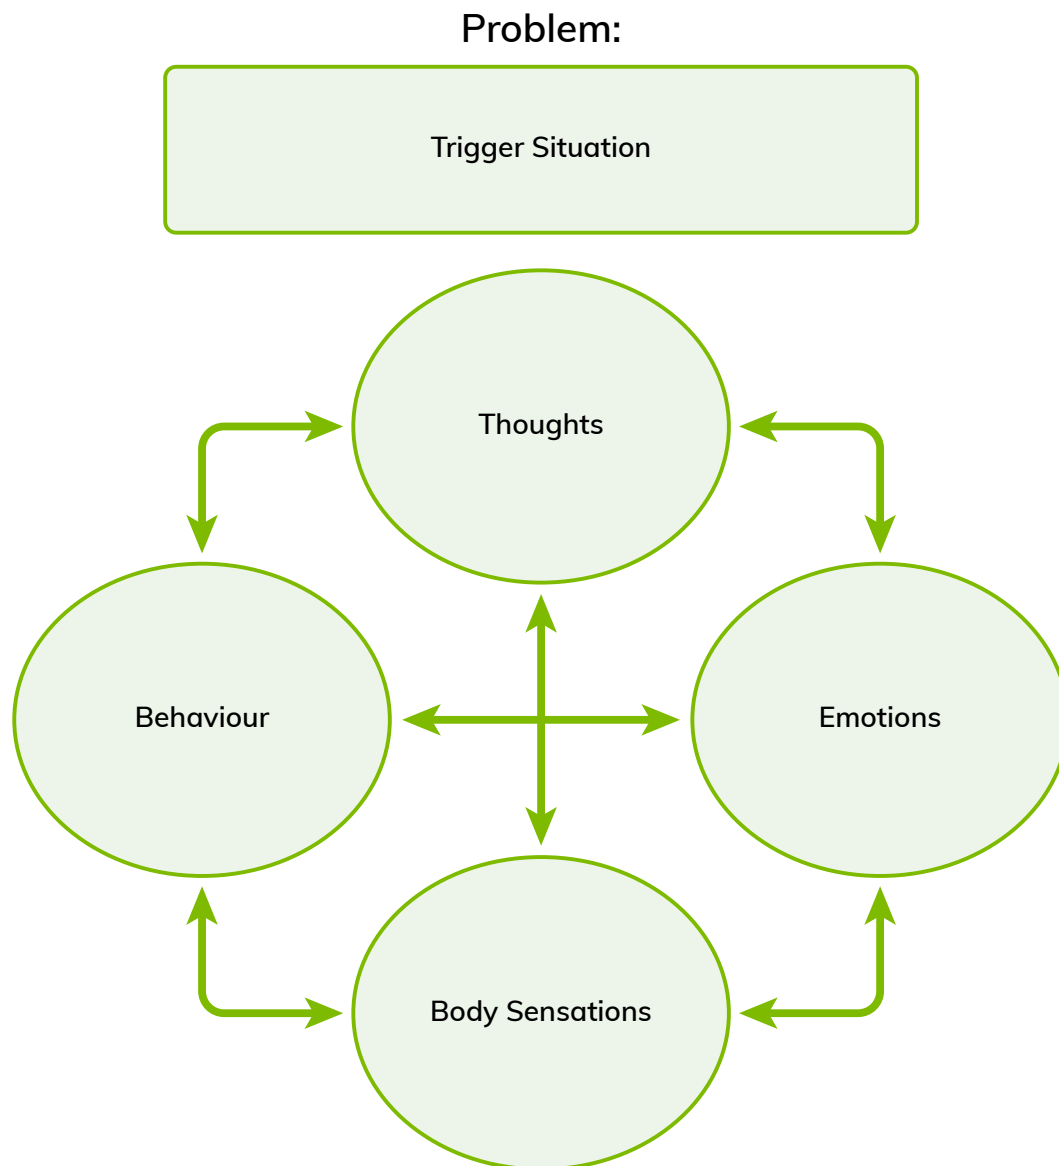 Problem:
Trigger Situation
Thoughts
Behaviour
Emotions
Body Sensations